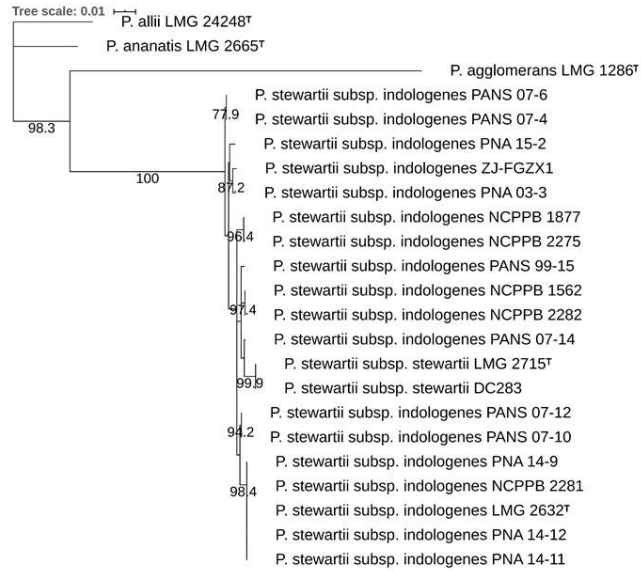 Tree scale: 0.01
P. allii LMG 24248ᵀ
P. ananatis LMG 2665ᵀ
P. agglomerans LMG 1286ᵀ
P. stewartii subsp. indologenes PANS 07-6
77.9
P. stewartii subsp. indologenes PANS 07-4
98.3
P. stewartii subsp. indologenes PNA 15-2
P. stewartii subsp. indologenes ZJ-FGZX1
100
87.2
P. stewartii subsp. indologenes PNA 03-3
P. stewartii subsp. indologenes NCPPB 1877
96.4
P. stewartii subsp. indologenes NCPPB 2275
P. stewartii subsp. indologenes PANS 99-15
P. stewartii subsp. indologenes NCPPB 1562
97.4
P. stewartii subsp. indologenes NCPPB 2282
P. stewartii subsp. indologenes PANS 07-14
P. stewartii subsp. stewartii LMG 2715ᵀ
99.9
P. stewartii subsp. stewartii DC283
P. stewartii subsp. indologenes PANS 07-12
94.2
P. stewartii subsp. indologenes PANS 07-10
P. stewartii subsp. indologenes PNA 14-9
P. stewartii subsp. indologenes NCPPB 2281
98.4
P. stewartii subsp. indologenes LMG 2632ᵀ
P. stewartii subsp. indologenes PNA 14-12
P. stewartii subsp. indologenes PNA 14-11